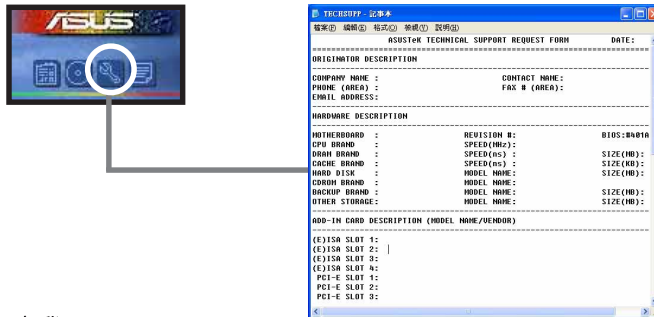 ASUS
TECHSUPP - 記事本
檔案(F) 編輯(E) 格式(O) 檢視(V) 說明(H)
ASUSTeK TECHNICAL SUPPORT REQUEST FORM DATE:
ORIGINATOR DESCRIPTION
COMPANY NAME : CONTACT NAME:
PHONE (AREA) : FAX # (AREA):
EMAIL ADDRESS:
HARDWARE DESCRIPTION
MOTHERBOARD : REVISION #: BIOS:#401A
CPU BRAND : SPEED(MHz):
DRAM BRAND : SPEED(ns) : SIZE(MB):
CACHE BRAND : SPEED(ns) : SIZE(KB):
HARD DISK : MODEL NAME: SIZE(MB):
CDROM BRAND : MODEL NAME:
BACKUP BRAND : MODEL NAME: SIZE(MB):
OTHER STORAGE: MODEL NAME: SIZE(MB):
ADD-IN CARD DESCRIPTION (MODEL NAME/VENDOR)
(E)ISA SLOT 1:
(E)ISA SLOT 2:
(E)ISA SLOT 3:
(E)ISA SLOT 4:
PCI-E SLOT 1:
PCI-E SLOT 2:
PCI-E SLOT 3: